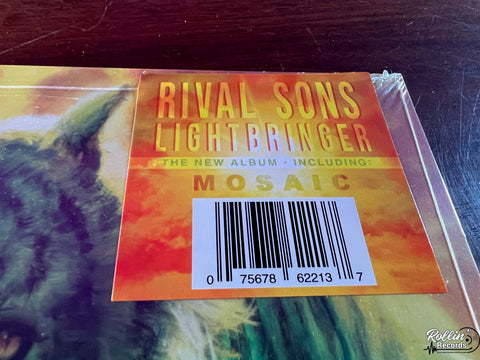 RIVAL SONS
LIGHTBRINGER
THE NEW ALBUM · INCLUDING:
MOSAIC
0 75678 62213 7
Rollin'
Records